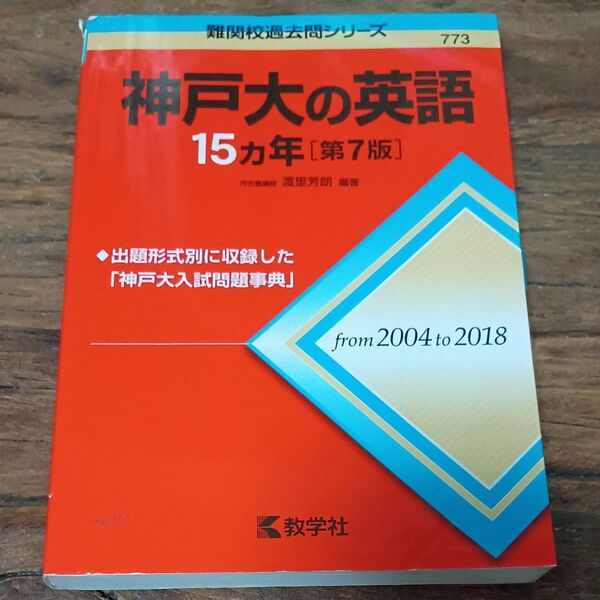 難関校過去問シリーズ
773
神戸大の英語
15カ年[第7版]
河合塾講師 渡里芳朗 編著
◆出題形式別に収録した
「神戸大入試問題事典」
from 2004 to 2018
教学社